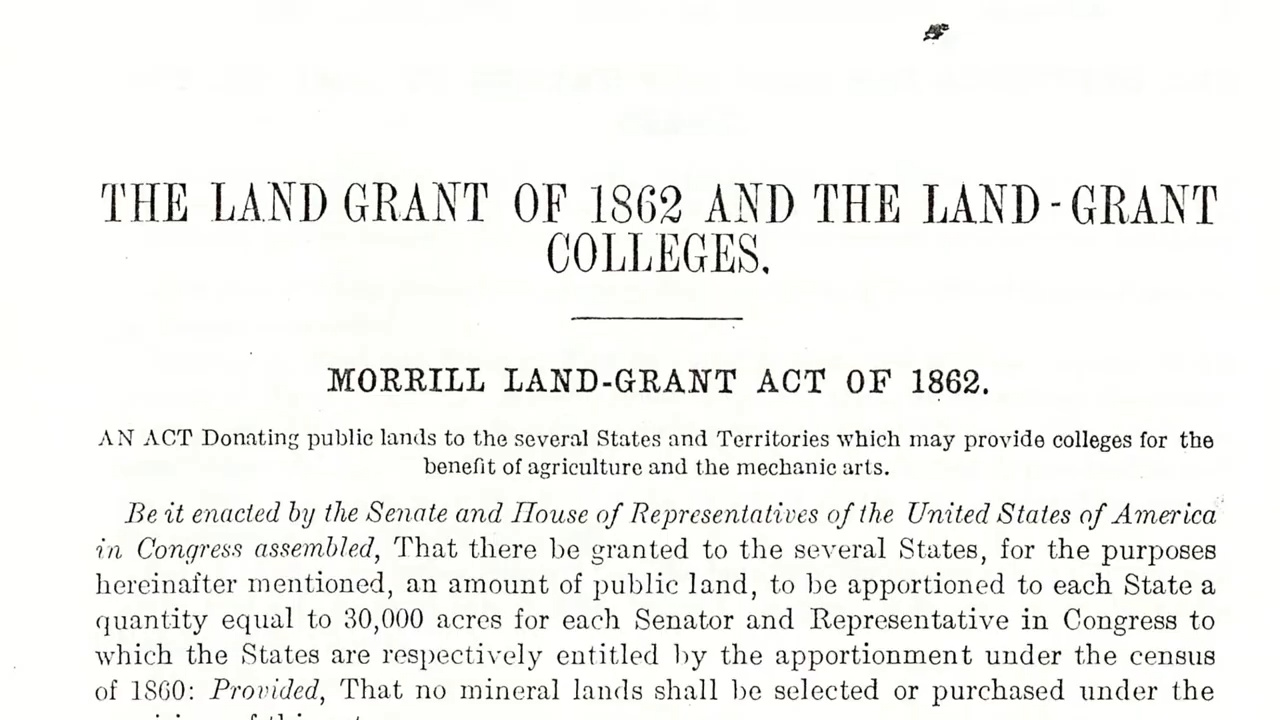 THE LAND GRANT OF 1862 AND THE LAND-GRANT
COLLEGES.
MORRILL LAND-GRANT ACT OF 1862.
AN ACT Donating public lands to the several States and Territories which may provide colleges for the
benefit of agriculture and the mechanic arts.
Be it enacted by the Senate and House of Representatives of the United States of America
in Congress assembled, That there be granted to the several States, for the purposes
hereinafter mentioned, an amount of public land, to be apportioned to each State a
quantity equal to 30,000 acres for each Senator and Representative in Congress to
which the States are respectively entitled by the apportionment under the census
of 1860: Provided, That no mineral lands shall be selected or purchased under the